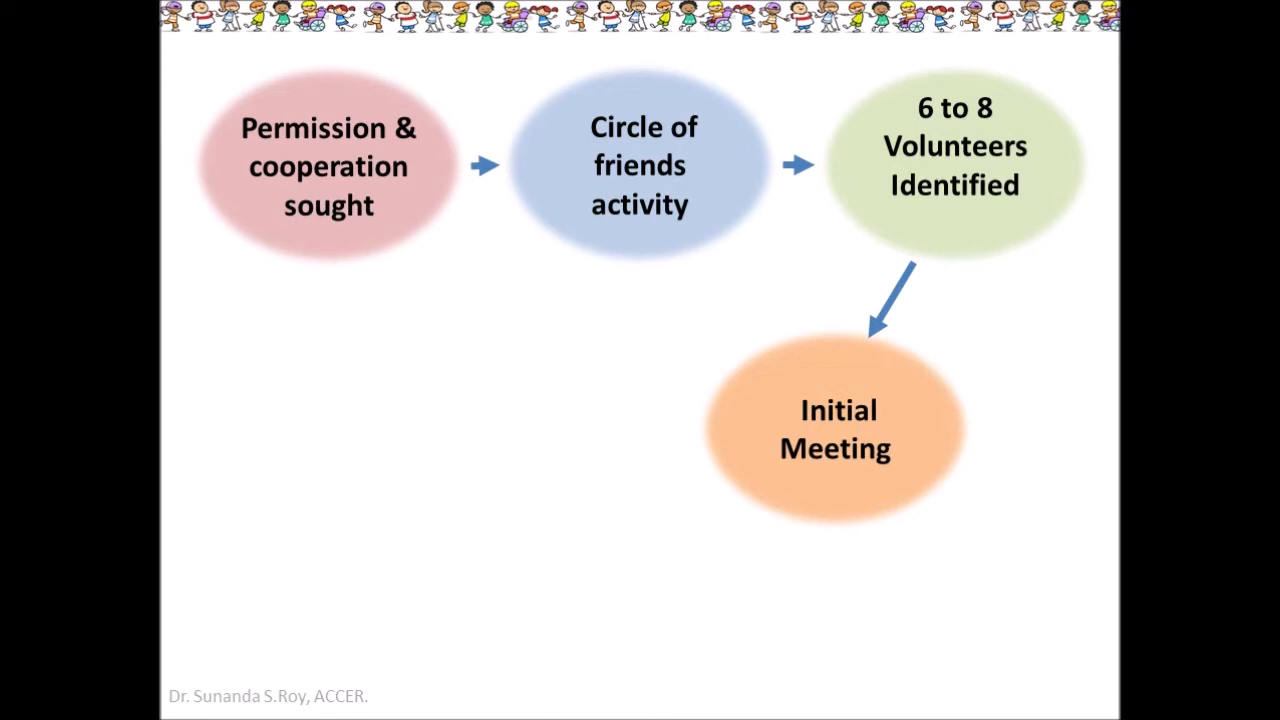 Permission &
cooperation
sought
Circle of
friends
activity
6 to 8
Volunteers
Identified
Initial
Meeting
Dr. Sunanda S.Roy, ACCER.